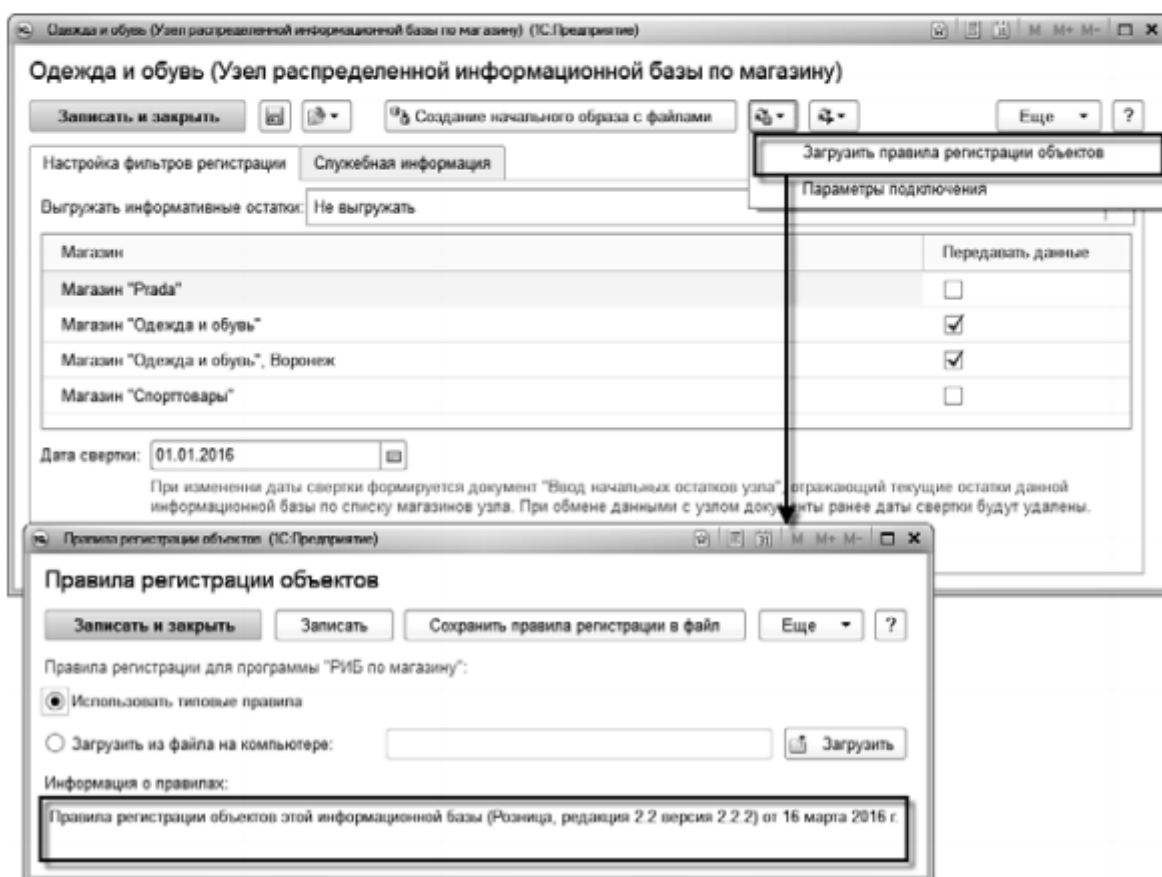 Одежда и обувь (Узел распределенной информационной базы по магазину) (1С:Предприятие)
M M+ M-
Одежда и обувь (Узел распределенной информационной базы по магазину)
Записать и закрыть Создание начального образа с файлами Еще ?
Загрузить правила регистрации объектов
Параметры подключения
Настройка фильтров регистрации Служебная информация
Выгружать информативные остатки: Не выгружать
Магазин Передавать данные
Магазин "Prada"
Магазин "Одежда и обувь"
Магазин "Одежда и обувь", Воронеж
Магазин "Спорттовары"
Дата свертки: 01.01.2016
При изменении даты свертки формируется документ "Ввод начальных остатков узла", отражающий текущие остатки данной
информационной базы по списку магазинов узла. При обмене данными с узлом документы ранее даты свертки будут удалены.
Правила регистрации объектов (1С:Предприятие)
31 M M+ M-
Правила регистрации объектов
Записать и закрыть Записать Сохранить правила регистрации в файл Еще ?
Правила регистрации для программы "РИБ по магазину":
Использовать типовые правила
Загрузить из файла на компьютере: Загрузить
Информация о правилах:
Правила регистрации объектов этой информационной базы (Розница, редакция 2.2 версия 2.2.2) от 16 марта 2016 г.